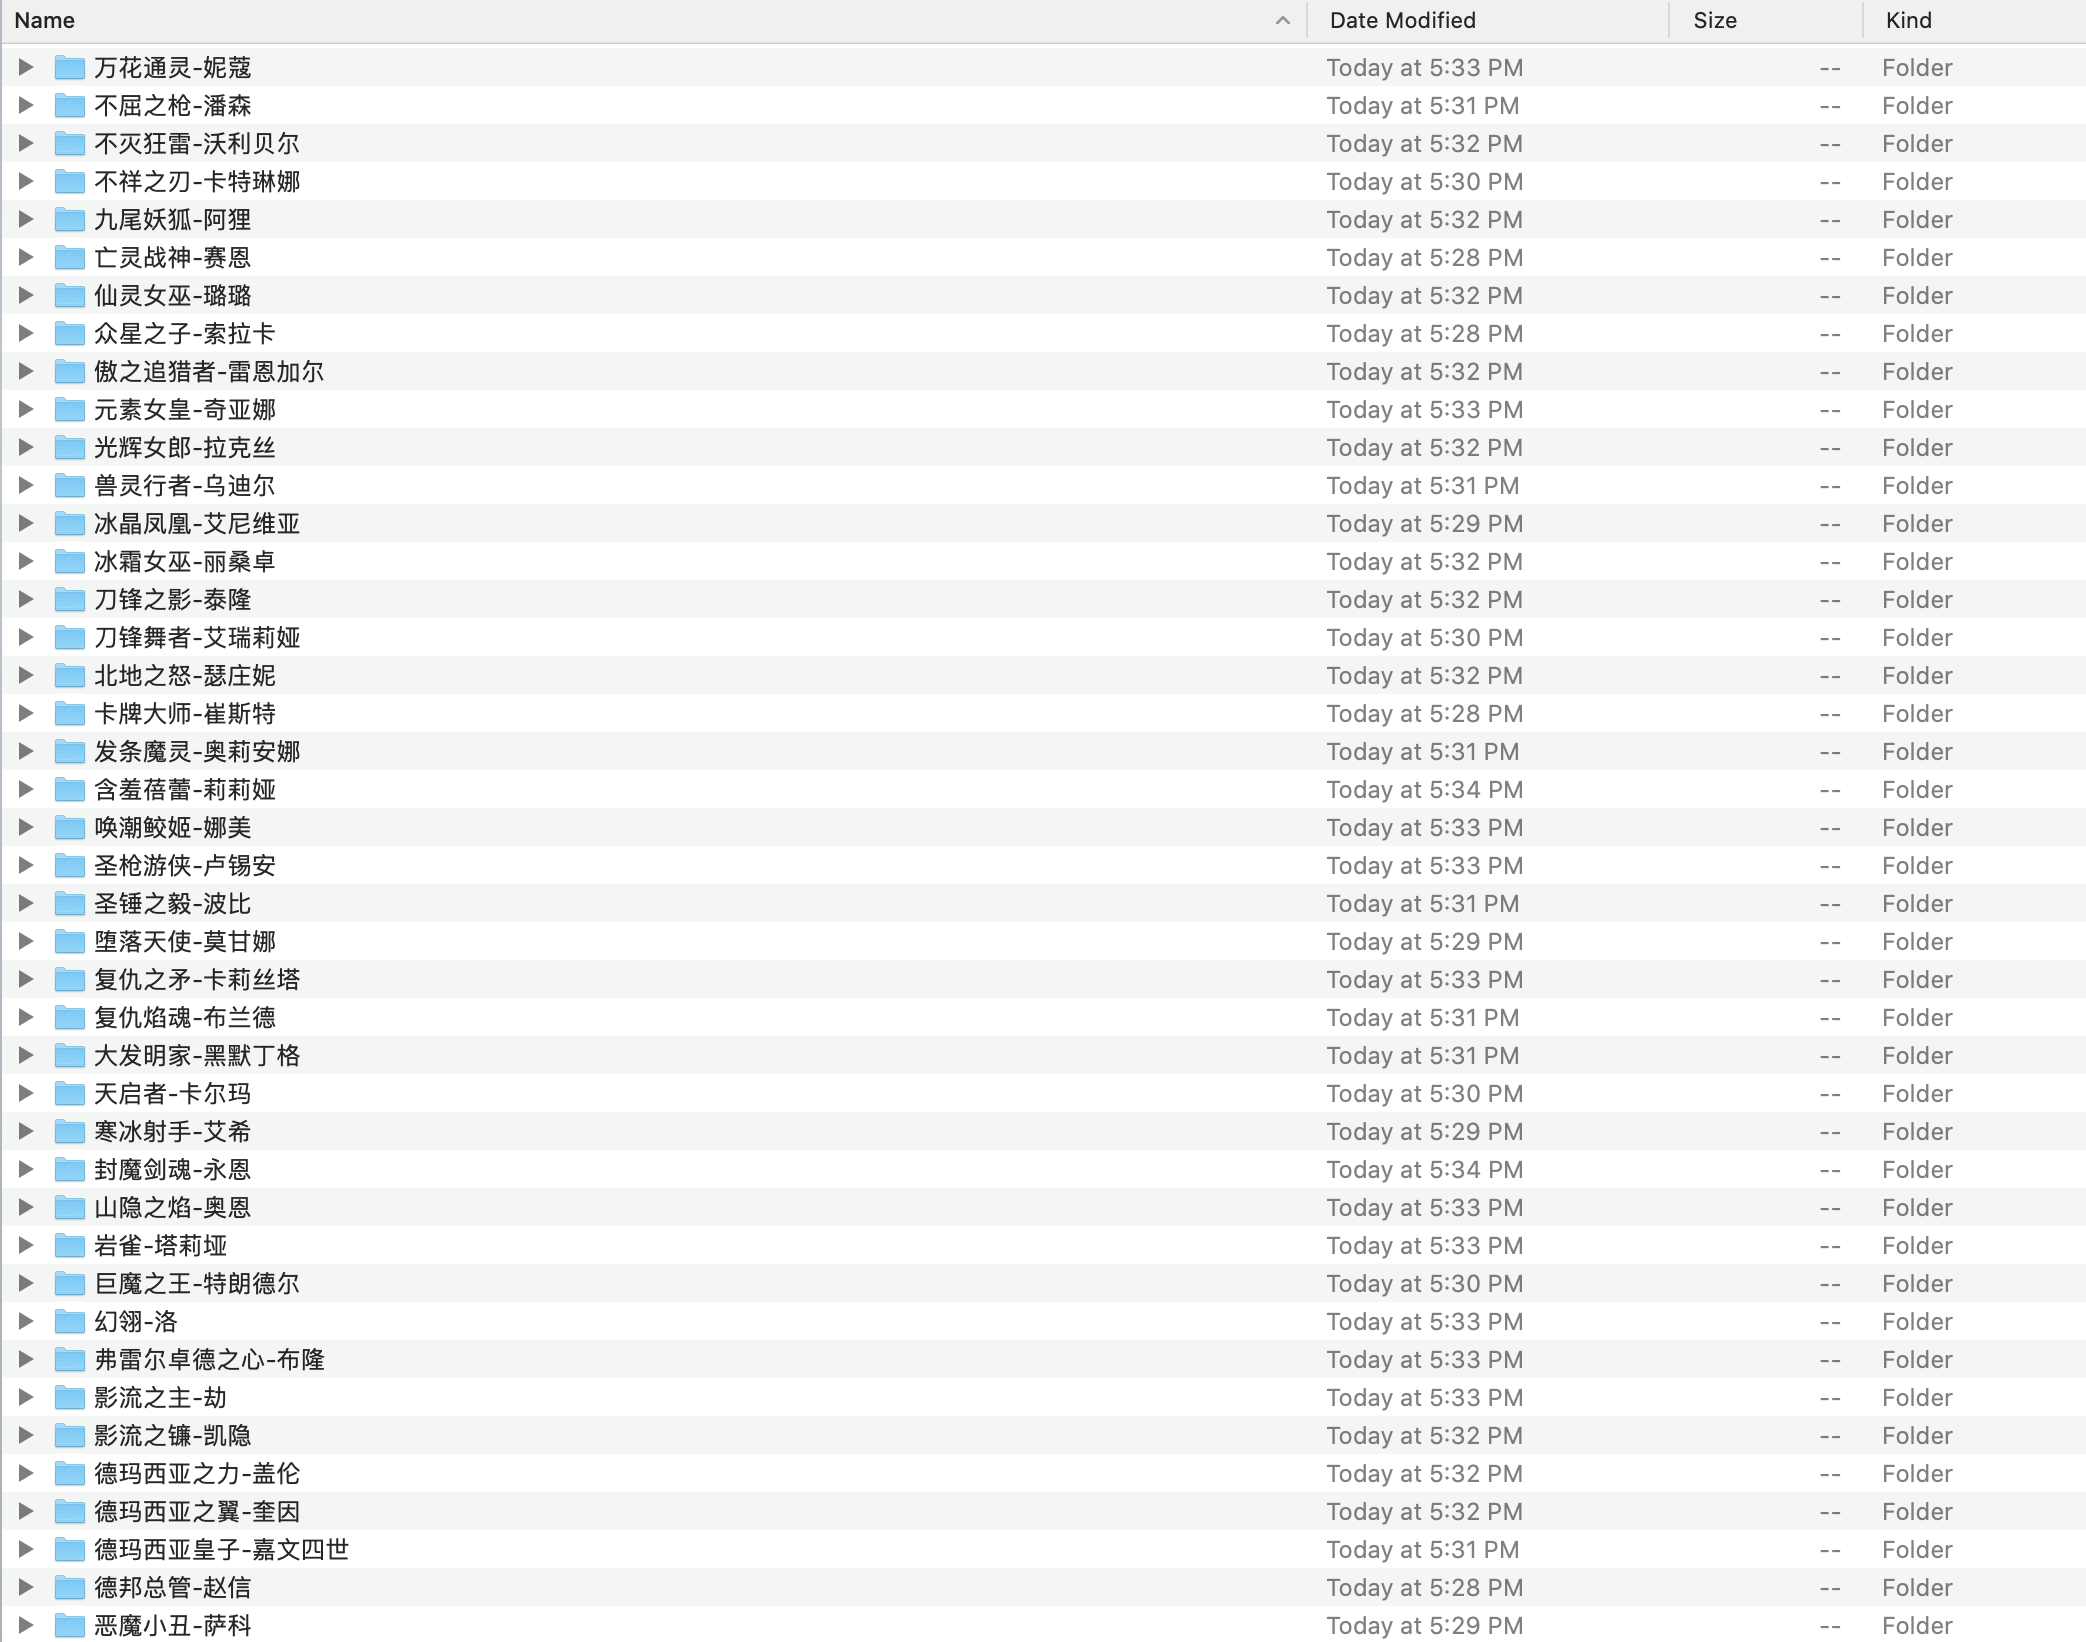 Name Date Modified Size Kind
万花通灵-妮蔻 Today at 5:33 PM -- Folder
不屈之枪-潘森 Today at 5:31 PM -- Folder
不灭狂雷-沃利贝尔 Today at 5:32 PM -- Folder
不祥之刃-卡特琳娜 Today at 5:30 PM -- Folder
九尾妖狐-阿狸 Today at 5:32 PM -- Folder
亡灵战神-赛恩 Today at 5:28 PM -- Folder
仙灵女巫-璐璐 Today at 5:32 PM -- Folder
众星之子-索拉卡 Today at 5:28 PM -- Folder
傲之追猎者-雷恩加尔 Today at 5:32 PM -- Folder
元素女皇-奇亚娜 Today at 5:33 PM -- Folder
光辉女郎-拉克丝 Today at 5:32 PM -- Folder
兽灵行者-乌迪尔 Today at 5:31 PM -- Folder
冰晶凤凰-艾尼维亚 Today at 5:29 PM -- Folder
冰霜女巫-丽桑卓 Today at 5:32 PM -- Folder
刀锋之影-泰隆 Today at 5:32 PM -- Folder
刀锋舞者-艾瑞莉娅 Today at 5:30 PM -- Folder
北地之怒-瑟庄妮 Today at 5:32 PM -- Folder
卡牌大师-崔斯特 Today at 5:28 PM -- Folder
发条魔灵-奥莉安娜 Today at 5:31 PM -- Folder
含羞蓓蕾-莉莉娅 Today at 5:34 PM -- Folder
唤潮鲛姬-娜美 Today at 5:33 PM -- Folder
圣枪游侠-卢锡安 Today at 5:33 PM -- Folder
圣锤之毅-波比 Today at 5:31 PM -- Folder
堕落天使-莫甘娜 Today at 5:29 PM -- Folder
复仇之矛-卡莉丝塔 Today at 5:33 PM -- Folder
复仇焰魂-布兰德 Today at 5:31 PM -- Folder
大发明家-黑默丁格 Today at 5:31 PM -- Folder
天启者-卡尔玛 Today at 5:30 PM -- Folder
寒冰射手-艾希 Today at 5:29 PM -- Folder
封魔剑魂-永恩 Today at 5:34 PM -- Folder
山隐之焰-奥恩 Today at 5:33 PM -- Folder
岩雀-塔莉垭 Today at 5:33 PM -- Folder
巨魔之王-特朗德尔 Today at 5:30 PM -- Folder
幻翎-洛 Today at 5:33 PM -- Folder
弗雷尔卓德之心-布隆 Today at 5:33 PM -- Folder
影流之主-劫 Today at 5:33 PM -- Folder
影流之镰-凯隐 Today at 5:32 PM -- Folder
德玛西亚之力-盖伦 Today at 5:32 PM -- Folder
德玛西亚之翼-奎因 Today at 5:32 PM -- Folder
德玛西亚皇子-嘉文四世 Today at 5:31 PM -- Folder
德邦总管-赵信 Today at 5:28 PM -- Folder
恶魔小丑-萨科 Today at 5:29 PM -- Folder